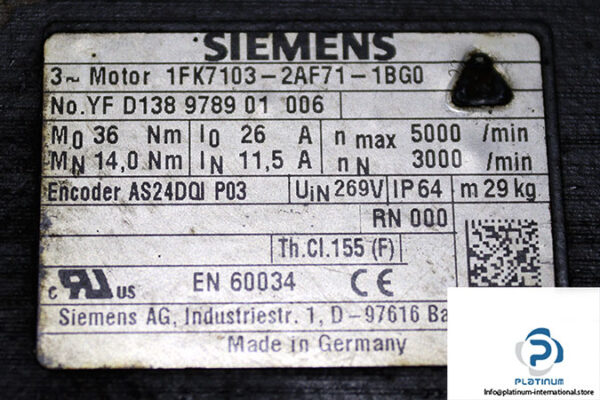 SIEMENS
3~ Motor 1FK7103-2AF71-1BG0
No.YF D138 9789 01 006
M0 36 Nm I0 26 A n max 5000 /min
MN 14,0 Nm IN 11,5 A n N 3000 /min
Encoder AS24DQI P03 UIN 269V IP 64 m 29 kg
RN 000
Th.Cl.155 (F)
c RU US EN 60034 CE
Siemens AG, Industriestr. 1, D-97616
Made in Germany
PLATINUM
Info@platinum-international.store